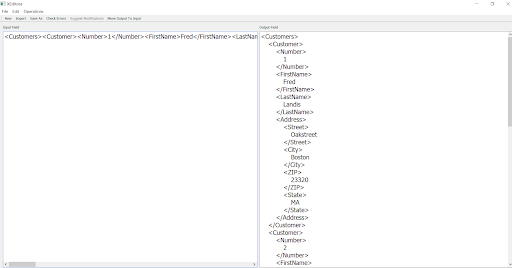 XEditona
File Edit Operations
New Import Save As Check Errors Suggest Modifications Move Output To Input
Input Field
Output Field
<Customers><Customer><Number>1</Number><FirstName>Fred</FirstName><LastNam
<Customers>
<Customer>
<Number>
1
</Number>
<FirstName>
Fred
</FirstName>
<LastName>
Landis
</LastName>
<Address>
<Street>
Oakstreet
</Street>
<City>
Boston
</City>
<ZIP>
23320
</ZIP>
<State>
MA
</State>
</Address>
</Customer>
<Customer>
<Number>
2
</Number>
<FirstName>